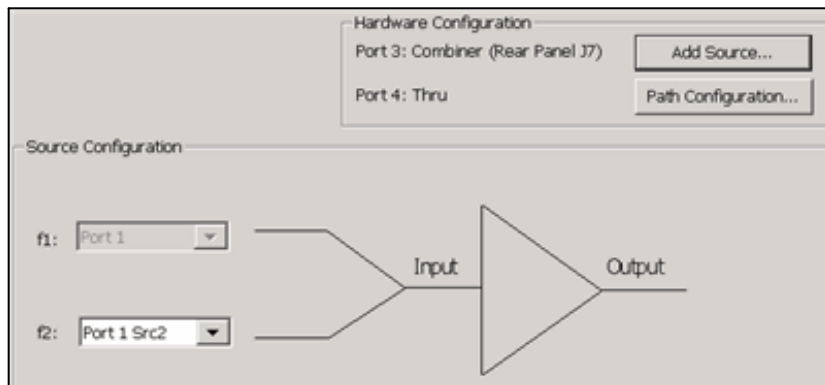 Hardware Configuration
Port 3: Combiner (Rear Panel J7)
Add Source...
Port 4: Thru
Path Configuration...
Source Configuration
f1:
Port 1
Input
Output
f2:
Port 1 Src2